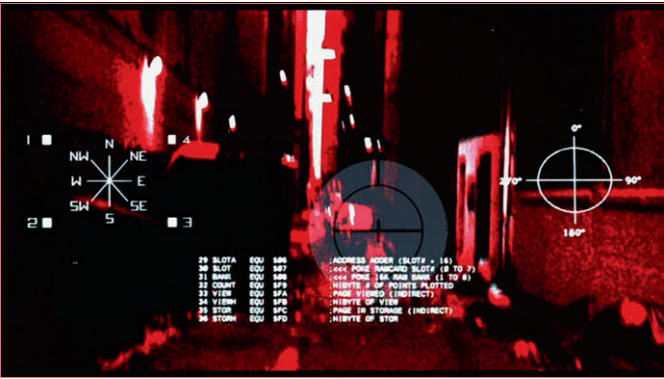 N
NW NE
W E
SW SE
S
1 4
2 3
0°
270° 90°
180°
29 SLOTA EQU $06 ;ADDRESS ADDER (SLOT# * 16)
30 SLOT EQU $07 ;<<< POKE RAMCARD SLOT# (0 TO 7)
31 BANK EQU $08 ;<<< POKE 16K RAM BANK (1 TO 8)
32 COUNT EQU $F9 ;HIBYTE # OF POINTS PLOTTED
33 VIEW EQU $FA ;PAGE VIEWED (INDIRECT)
34 VIEWH EQU $FB ;HIBYTE OF VIEW
35 STOR EQU $FC ;PAGE IN STORAGE (INDIRECT)
36 STORH EQU $FD ;HIBYTE OF STOR